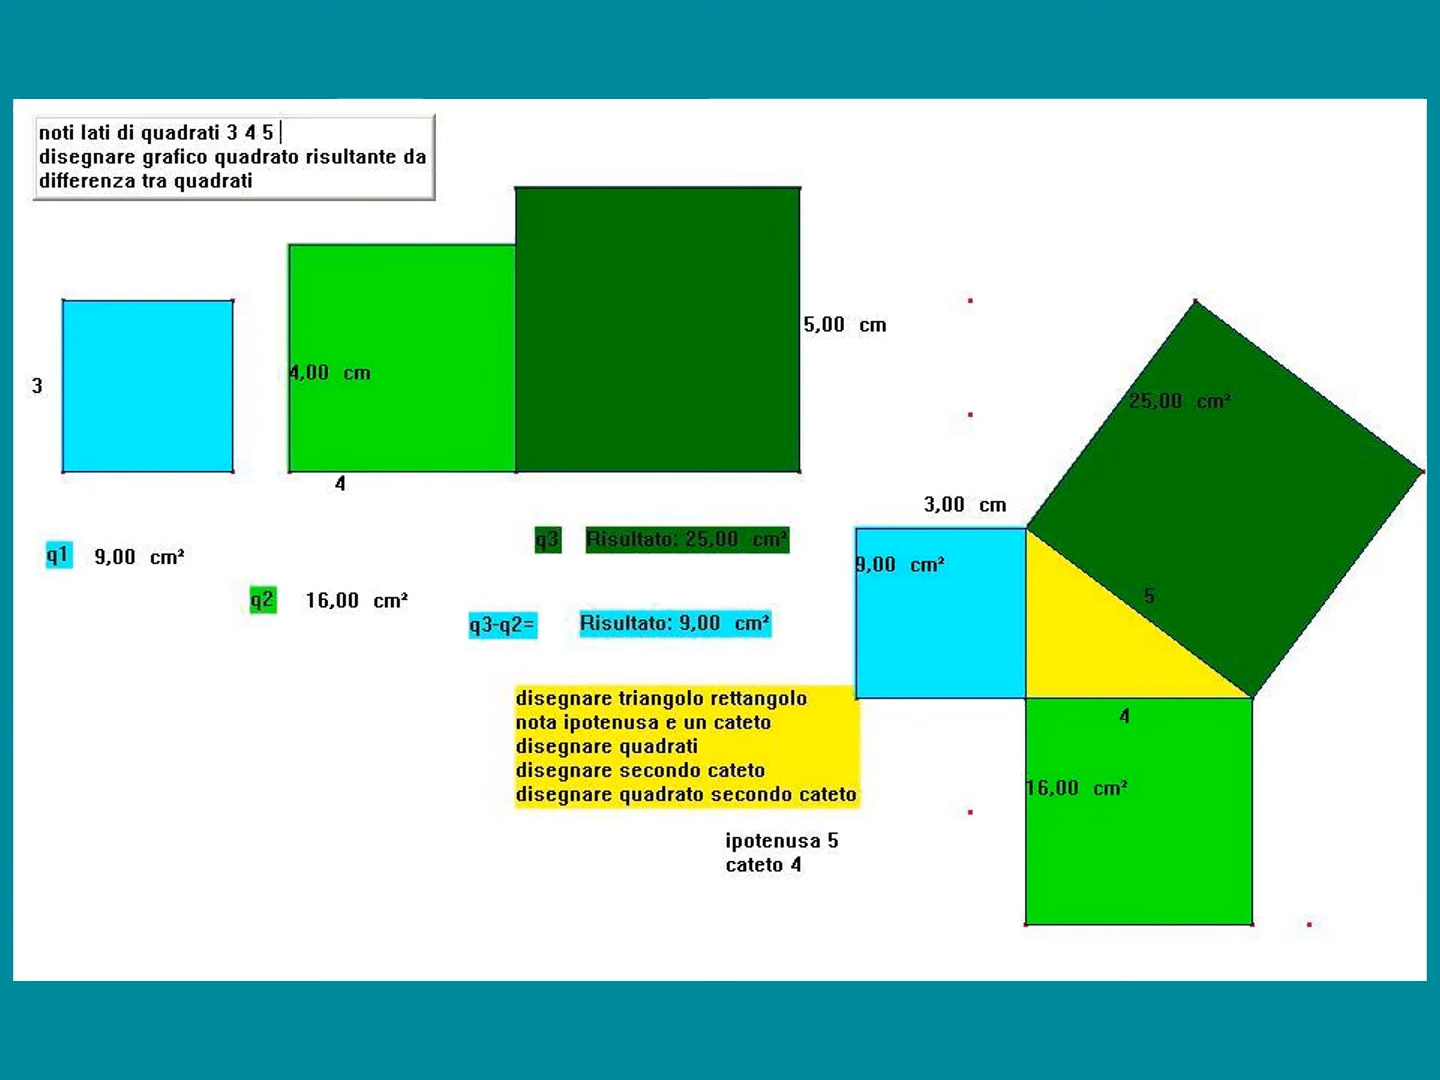 noti lati di quadrati 3 4 5
disegnare grafico quadrato risultante da
differenza tra quadrati
5,00 cm
4,00 cm
3
4
25,00 cm²
3,00 cm
q1 9,00 cm²
q2 16,00 cm²
q3 Risultato: 25,00 cm²
q3-q2= Risultato: 9,00 cm²
9,00 cm²
5
4
16,00 cm²
disegnare triangolo rettangolo
nota ipotenusa e un cateto
disegnare quadrati
disegnare secondo cateto
disegnare quadrato secondo cateto
ipotenusa 5
cateto 4